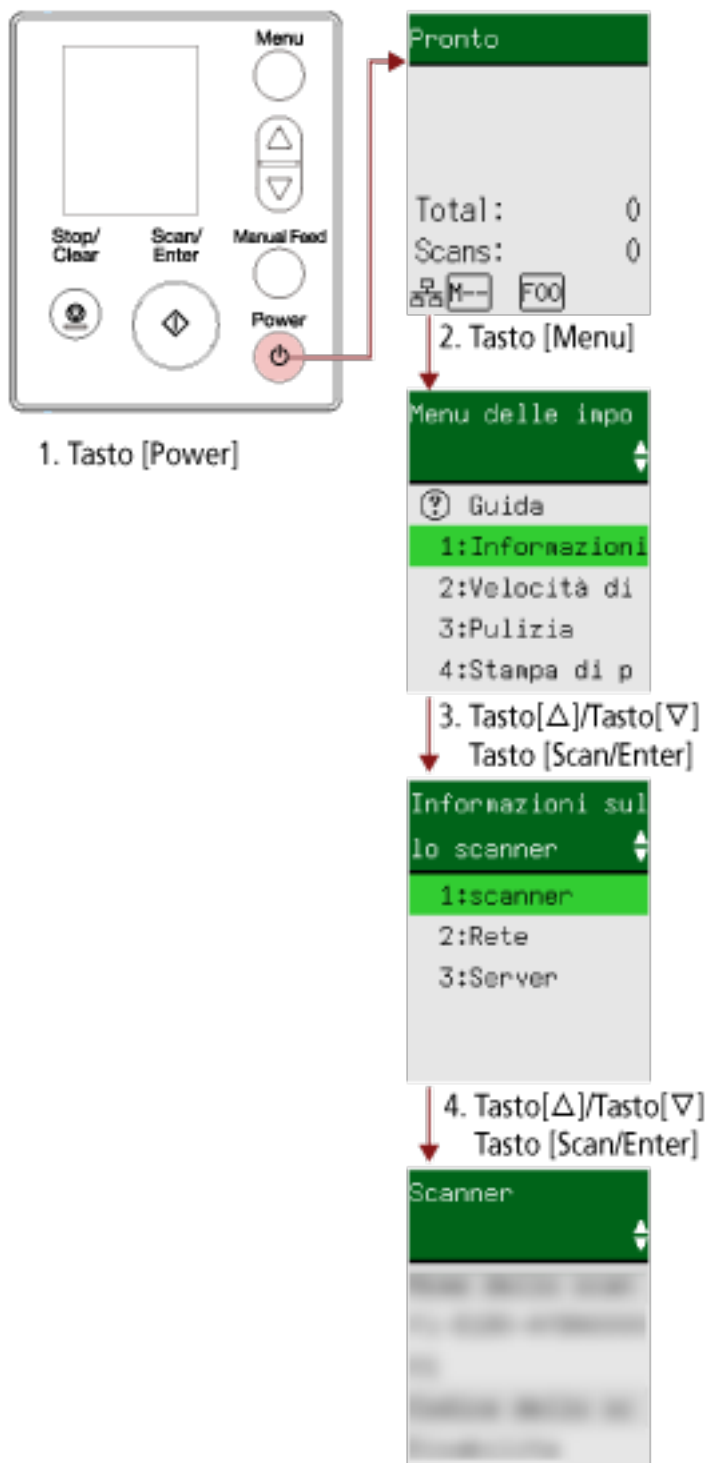 Menu
Stop/
Clear
Scan/
Enter
Manual Feed
Power
1. Tasto [Power]
Pronto
Total: 0
Scans: 0
M-- F00
2. Tasto [Menu]
Menu delle impo
? Guida
1:Informazioni
2:Velocità di
3:Pulizia
4:Stampa di p
3. Tasto[△]/Tasto[▽]
Tasto [Scan/Enter]
Informazioni sul
lo scanner
1:scanner
2:Rete
3:Server
4. Tasto[△]/Tasto[▽]
Tasto [Scan/Enter]
Scanner